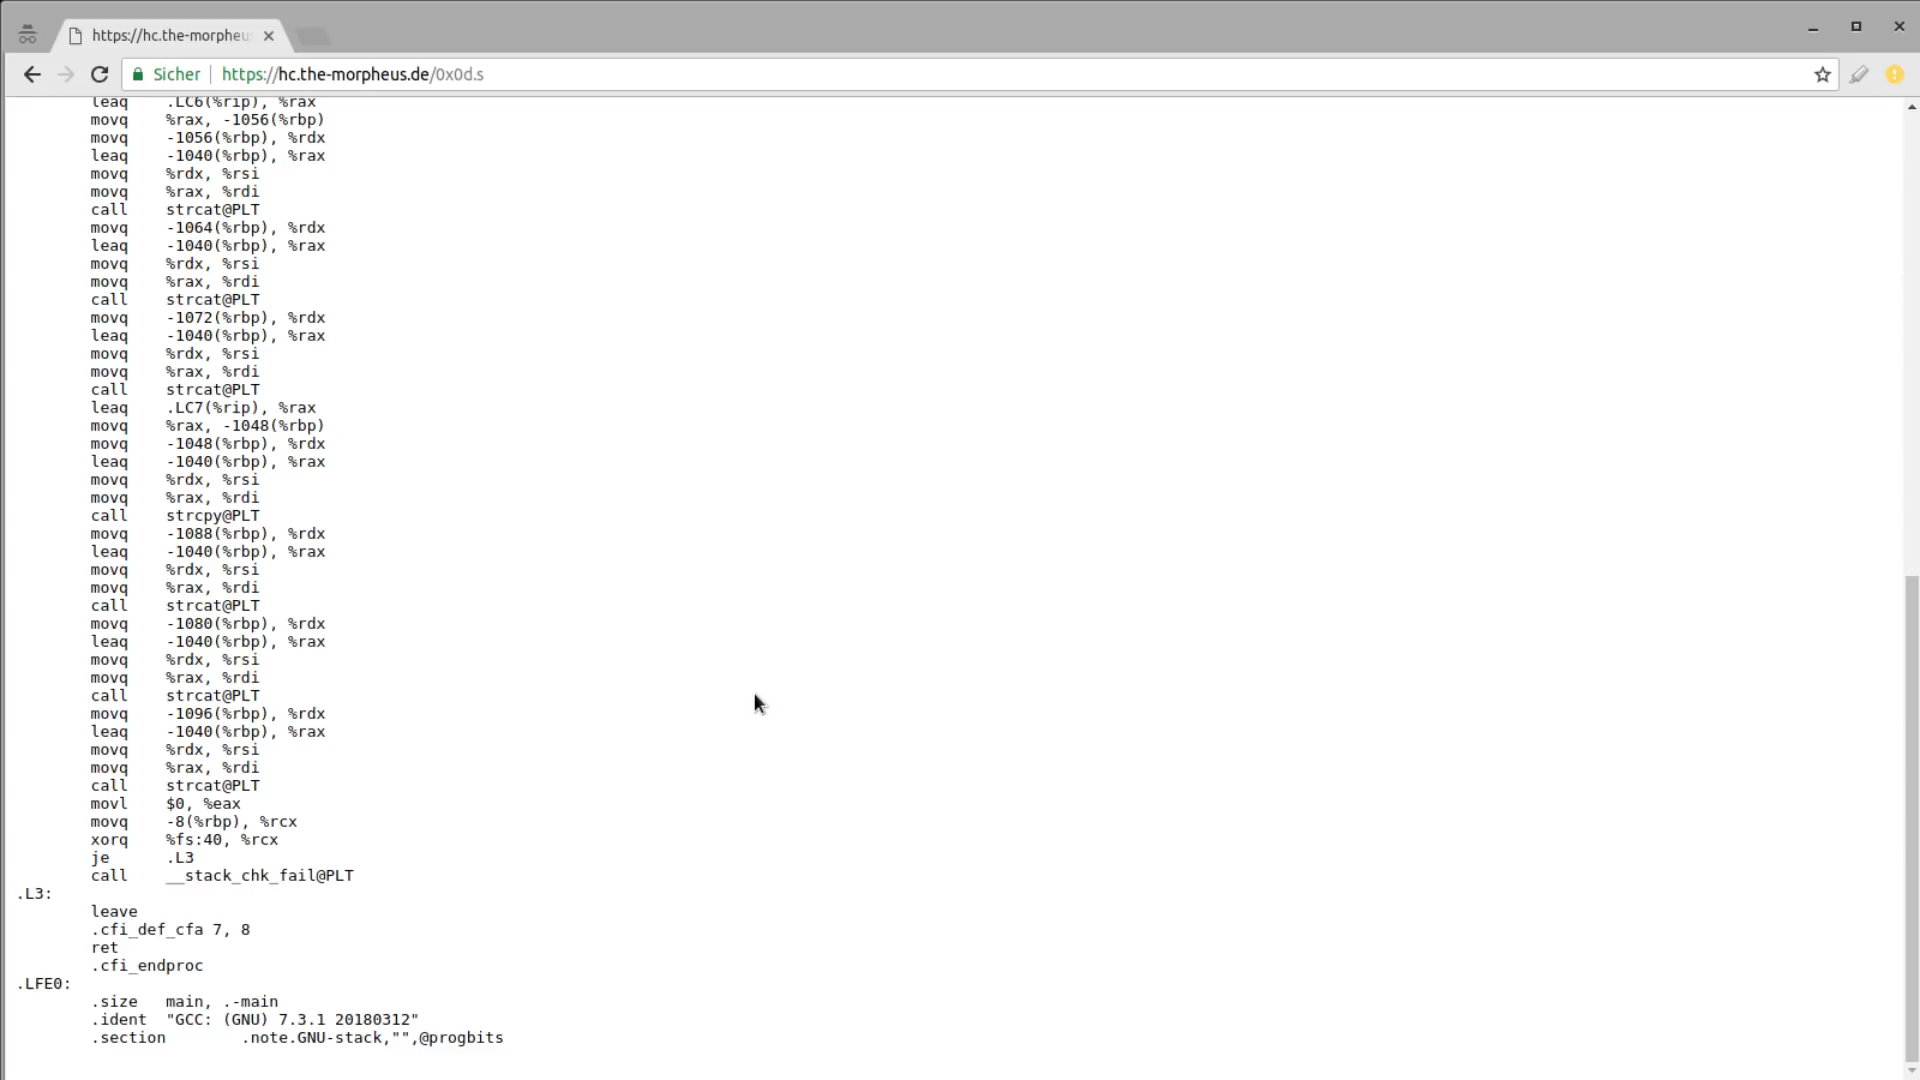 https://hc.the-morpheu
Sicher | https://hc.the-morpheus.de/0x0d.s
leaq .LC6(%rip), %rax
movq %rax, -1056(%rbp)
movq -1056(%rbp), %rdx
leaq -1040(%rbp), %rax
movq %rdx, %rsi
movq %rax, %rdi
call strcat@PLT
movq -1064(%rbp), %rdx
leaq -1040(%rbp), %rax
movq %rdx, %rsi
movq %rax, %rdi
call strcat@PLT
movq -1072(%rbp), %rdx
leaq -1040(%rbp), %rax
movq %rdx, %rsi
movq %rax, %rdi
call strcat@PLT
leaq .LC7(%rip), %rax
movq %rax, -1048(%rbp)
movq -1048(%rbp), %rdx
leaq -1040(%rbp), %rax
movq %rdx, %rsi
movq %rax, %rdi
call strcpy@PLT
movq -1088(%rbp), %rdx
leaq -1040(%rbp), %rax
movq %rdx, %rsi
movq %rax, %rdi
call strcat@PLT
movq -1080(%rbp), %rdx
leaq -1040(%rbp), %rax
movq %rdx, %rsi
movq %rax, %rdi
call strcat@PLT
movq -1096(%rbp), %rdx
leaq -1040(%rbp), %rax
movq %rdx, %rsi
movq %rax, %rdi
call strcat@PLT
movl $0, %eax
movq -8(%rbp), %rcx
xorq %fs:40, %rcx
je .L3
call __stack_chk_fail@PLT
.L3:
leave
.cfi_def_cfa 7, 8
ret
.cfi_endproc
.LFE0:
.size main, .-main
.ident "GCC: (GNU) 7.3.1 20180312"
.section .note.GNU-stack,"",@progbits